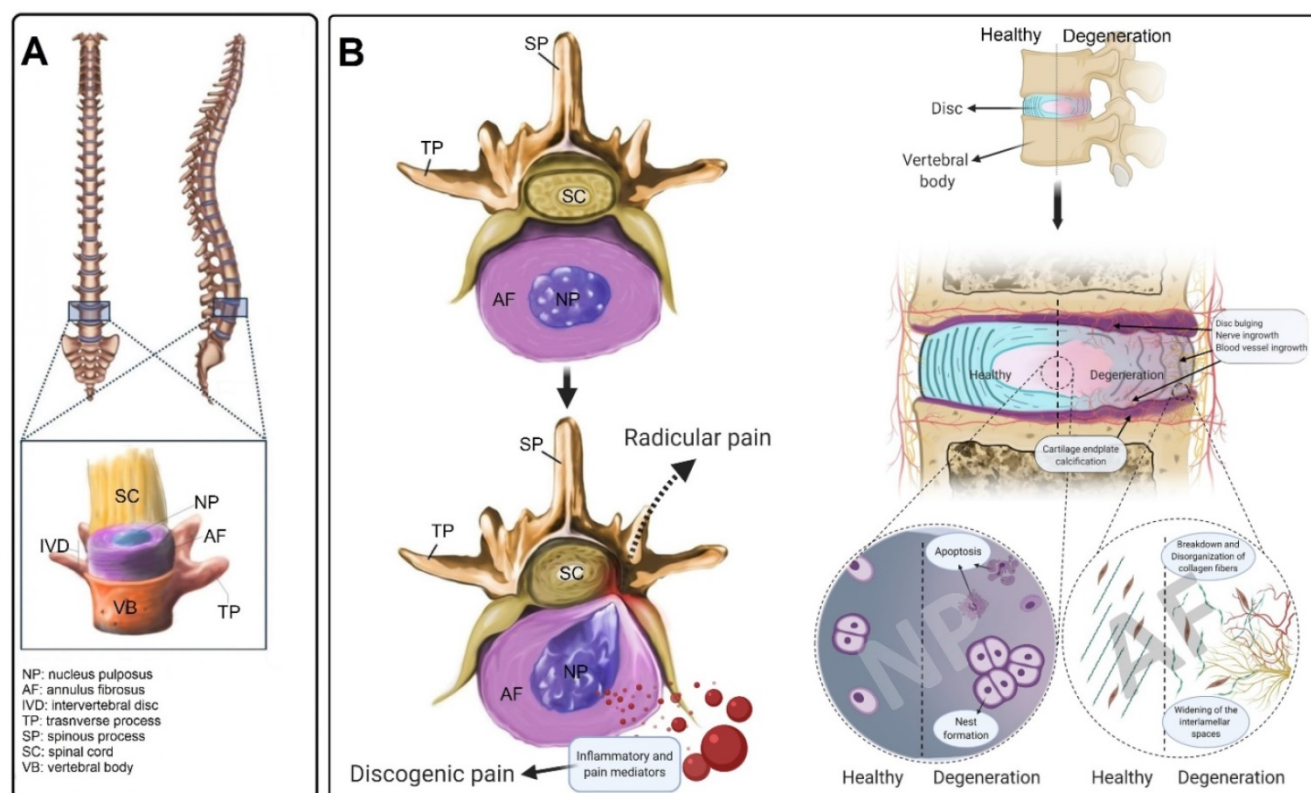 A
SC
NP
IVD
AF
VB
TP
NP: nucleus pulposus
AF: annulus fibrosus
IVD: intervertebral disc
TP: trasnverse process
SP: spinous process
SC: spinal cord
VB: vertebral body
B
SP
TP
SC
AF
NP
SP
Radicular pain
TP
SC
NP
AF
Inflammatory and
pain mediators
Discogenic pain
Healthy
Degeneration
Disc
Vertebral
body
Disc bulging
Nerve ingrowth
Blood vessel ingrowth
Healthy
Degeneration
Cartilage endplate
calcification
Apoptosis
NP
Nest
formation
Healthy
Degeneration
Breakdown and
Disorganization of
collagen fibers
AF
Widening of the
interlamellar
spaces
Healthy
Degeneration